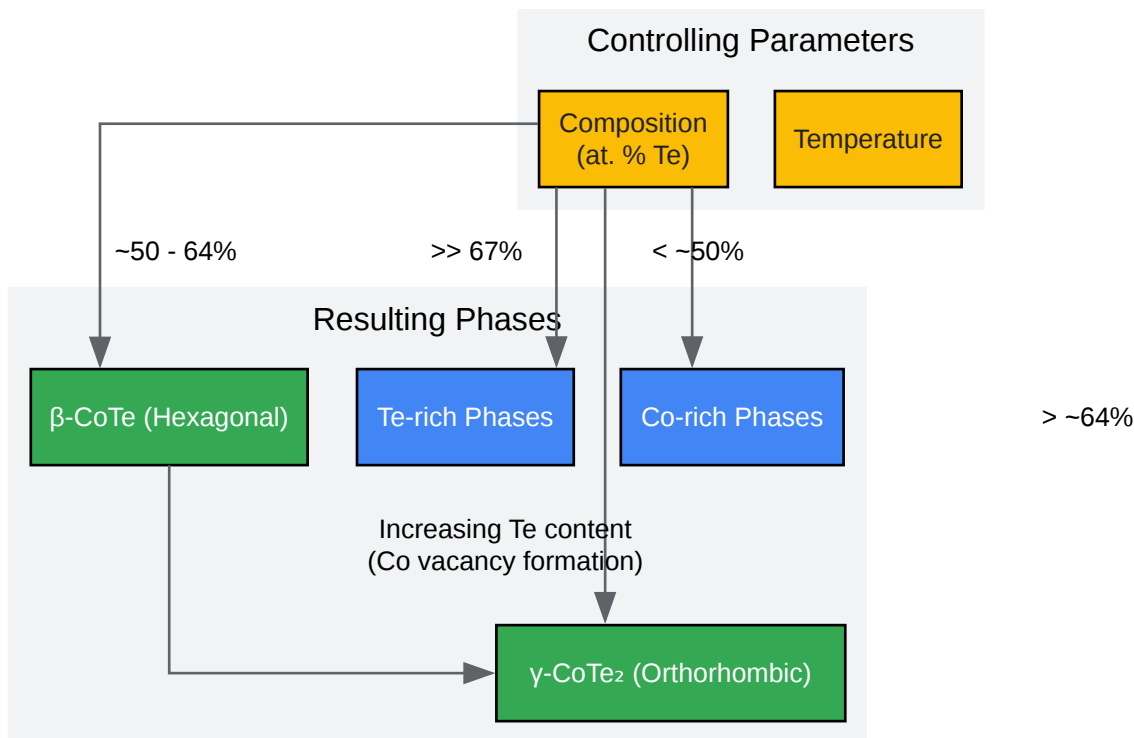 Controlling Parameters
Composition
(at. % Te)
Temperature
~50 - 64%
>> 67%
< ~50%
Resulting Phases
β-CoTe (Hexagonal)
Te-rich Phases
Co-rich Phases
> ~64%
Increasing Te content
(Co vacancy formation)
γ-CoTe₂ (Orthorhombic)